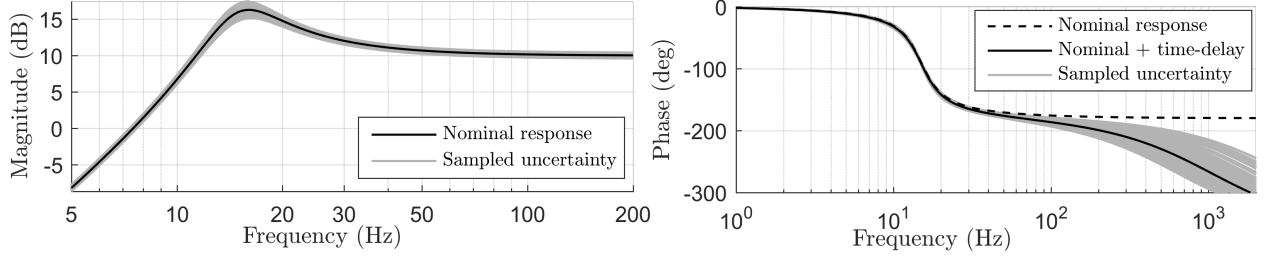 Magnitude (dB)
15
10
5
0
-5
5 10 20 30 50 100 200
Frequency (Hz)
Nominal response
Sampled uncertainty
Phase (deg)
0
-100
-200
-300
10^0 10^1 10^2 10^3
Frequency (Hz)
Nominal response
Nominal + time-delay
Sampled uncertainty